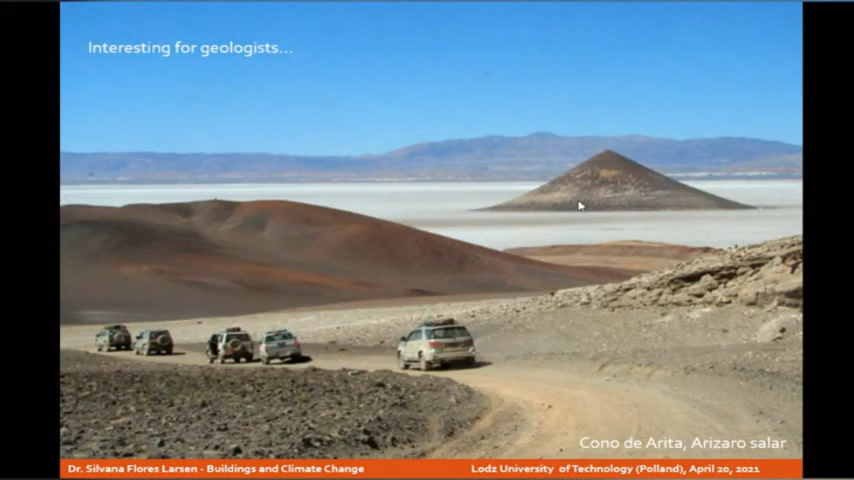 Interesting for geologists...
Cono de Arita, Arizaro salar
Dr. Silvana Flores Larsen - Buildings and Climate Change
Lodz University of Technology (Polland), April 20, 2021